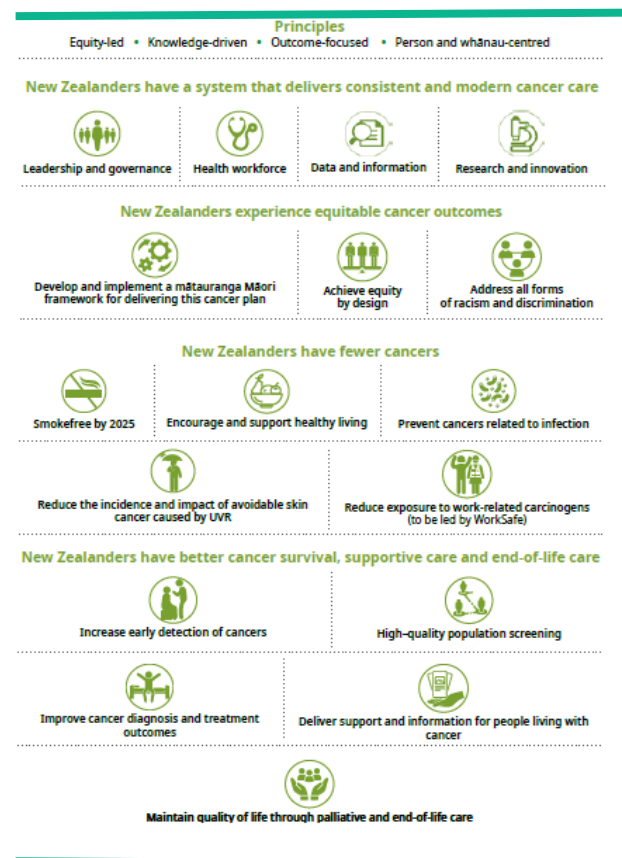 Principles
Equity-led • Knowledge-driven • Outcome-focused • Person and whānau-centred
New Zealanders have a system that delivers consistent and modern cancer care
Leadership and governance
Health workforce
Data and information
Research and innovation
New Zealanders experience equitable cancer outcomes
Develop and implement a mātauranga Māori
framework for delivering this cancer plan
Achieve equity
by design
Address all forms
of racism and discrimination
New Zealanders have fewer cancers
Smokefree by 2025
Encourage and support healthy living
Prevent cancers related to infection
Reduce the incidence and impact of avoidable skin
cancer caused by UVR
Reduce exposure to work-related carcinogens
(to be led by WorkSafe)
New Zealanders have better cancer survival, supportive care and end-of-life care
Increase early detection of cancers
High–quality population screening
Improve cancer diagnosis and treatment
outcomes
Deliver support and information for people living with
cancer
Maintain quality of life through palliative and end-of-life care